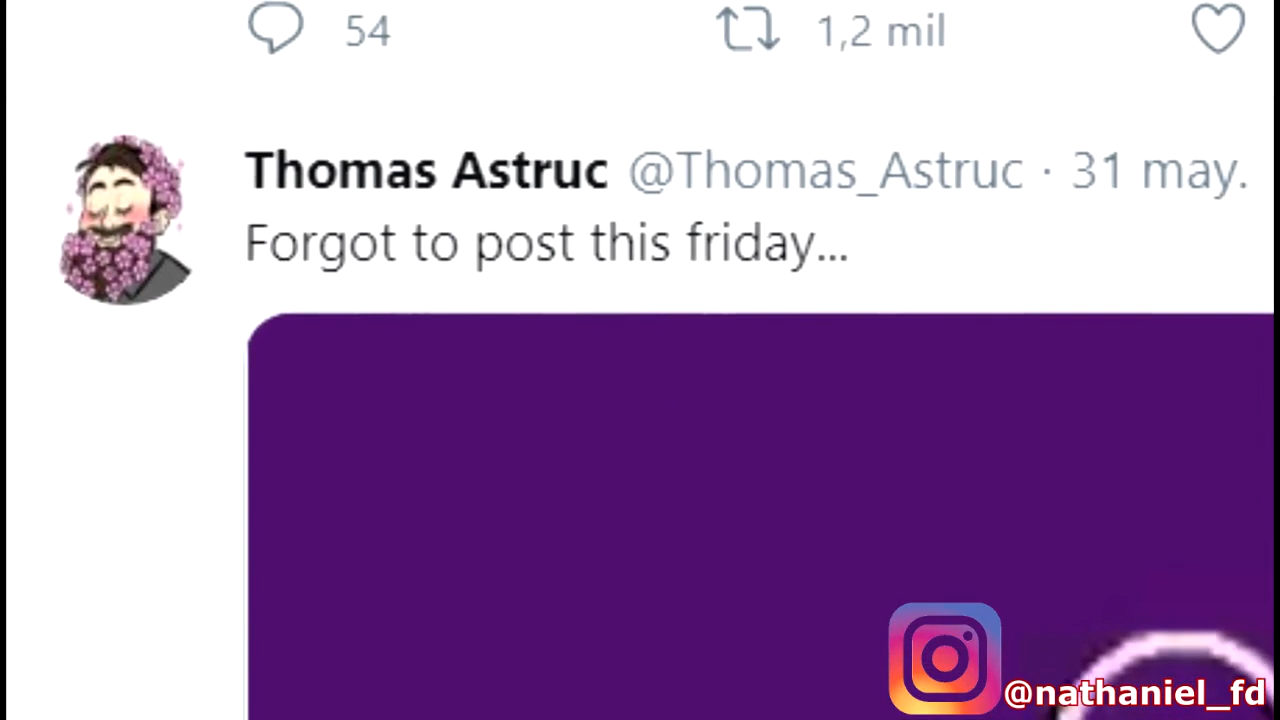 54 1,2 mil
Thomas Astruc @Thomas_Astruc · 31 may.
Forgot to post this friday...
@nathaniel_fd